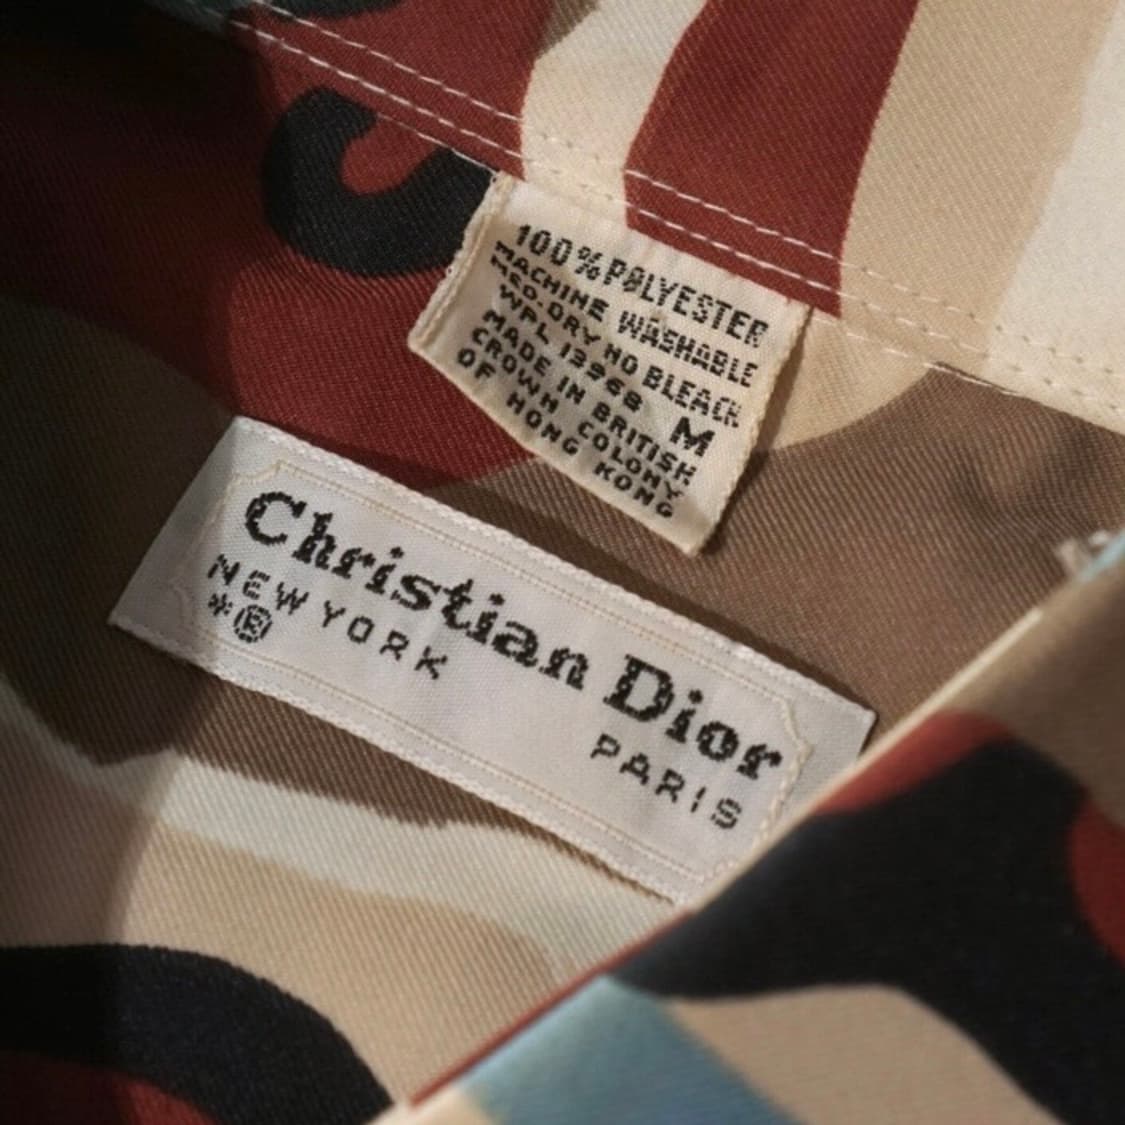 100% POLYESTER
MACHINE WASHABLE
MED. DRY NO BLEACH
WPL 13968 M
MADE IN BRITISH
CROWN COLONY
OF HONG KONG
Christian Dior
NEW YORK PARIS
*®